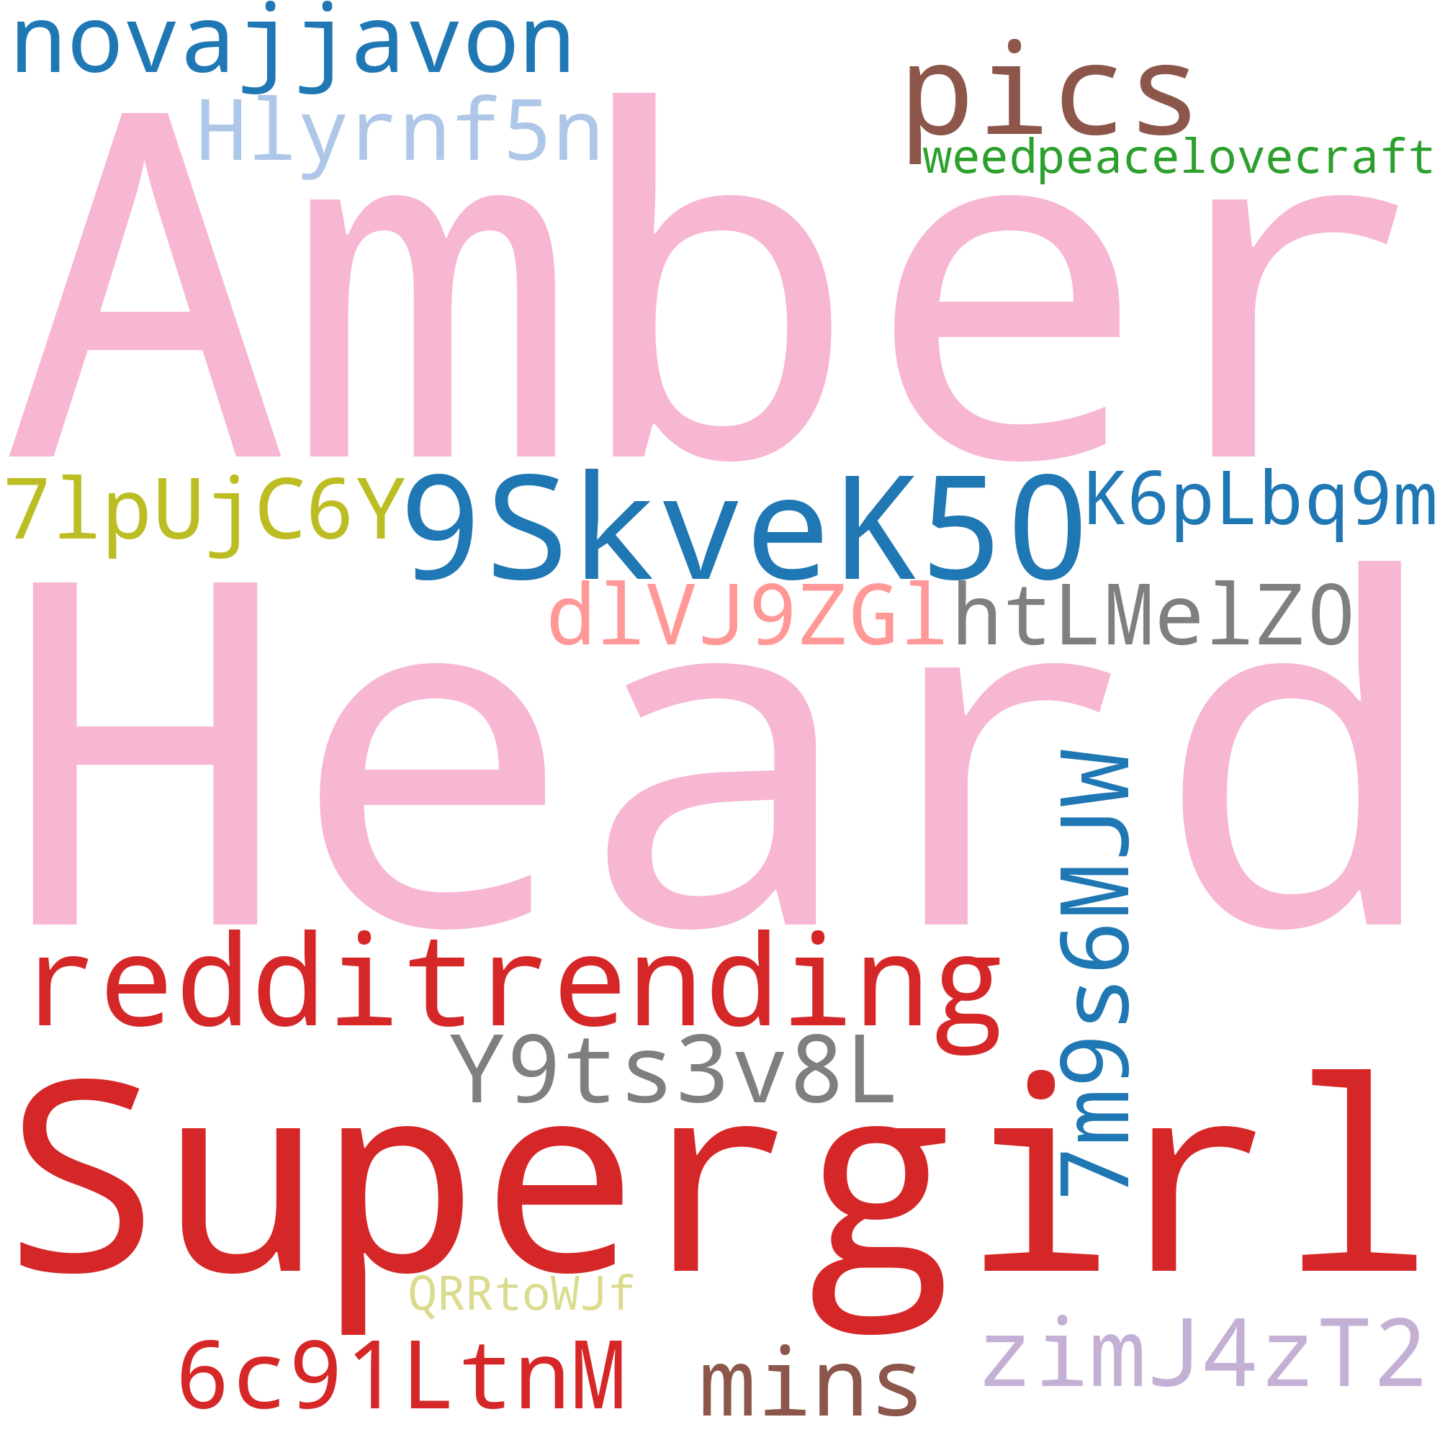 novajjavon
pics
Hlyrnf5n
weedpeacelovecraft
Amber
7lpUjC6Y
9SkveK50
K6pLbq9m
dlVJ9ZGl
htLMelZO
Heard
7m9s6MJW
redditrending
Y9ts3v8L
Supergirl
QRRtoWJf
6c91LtnM
mins
zimJ4zT2